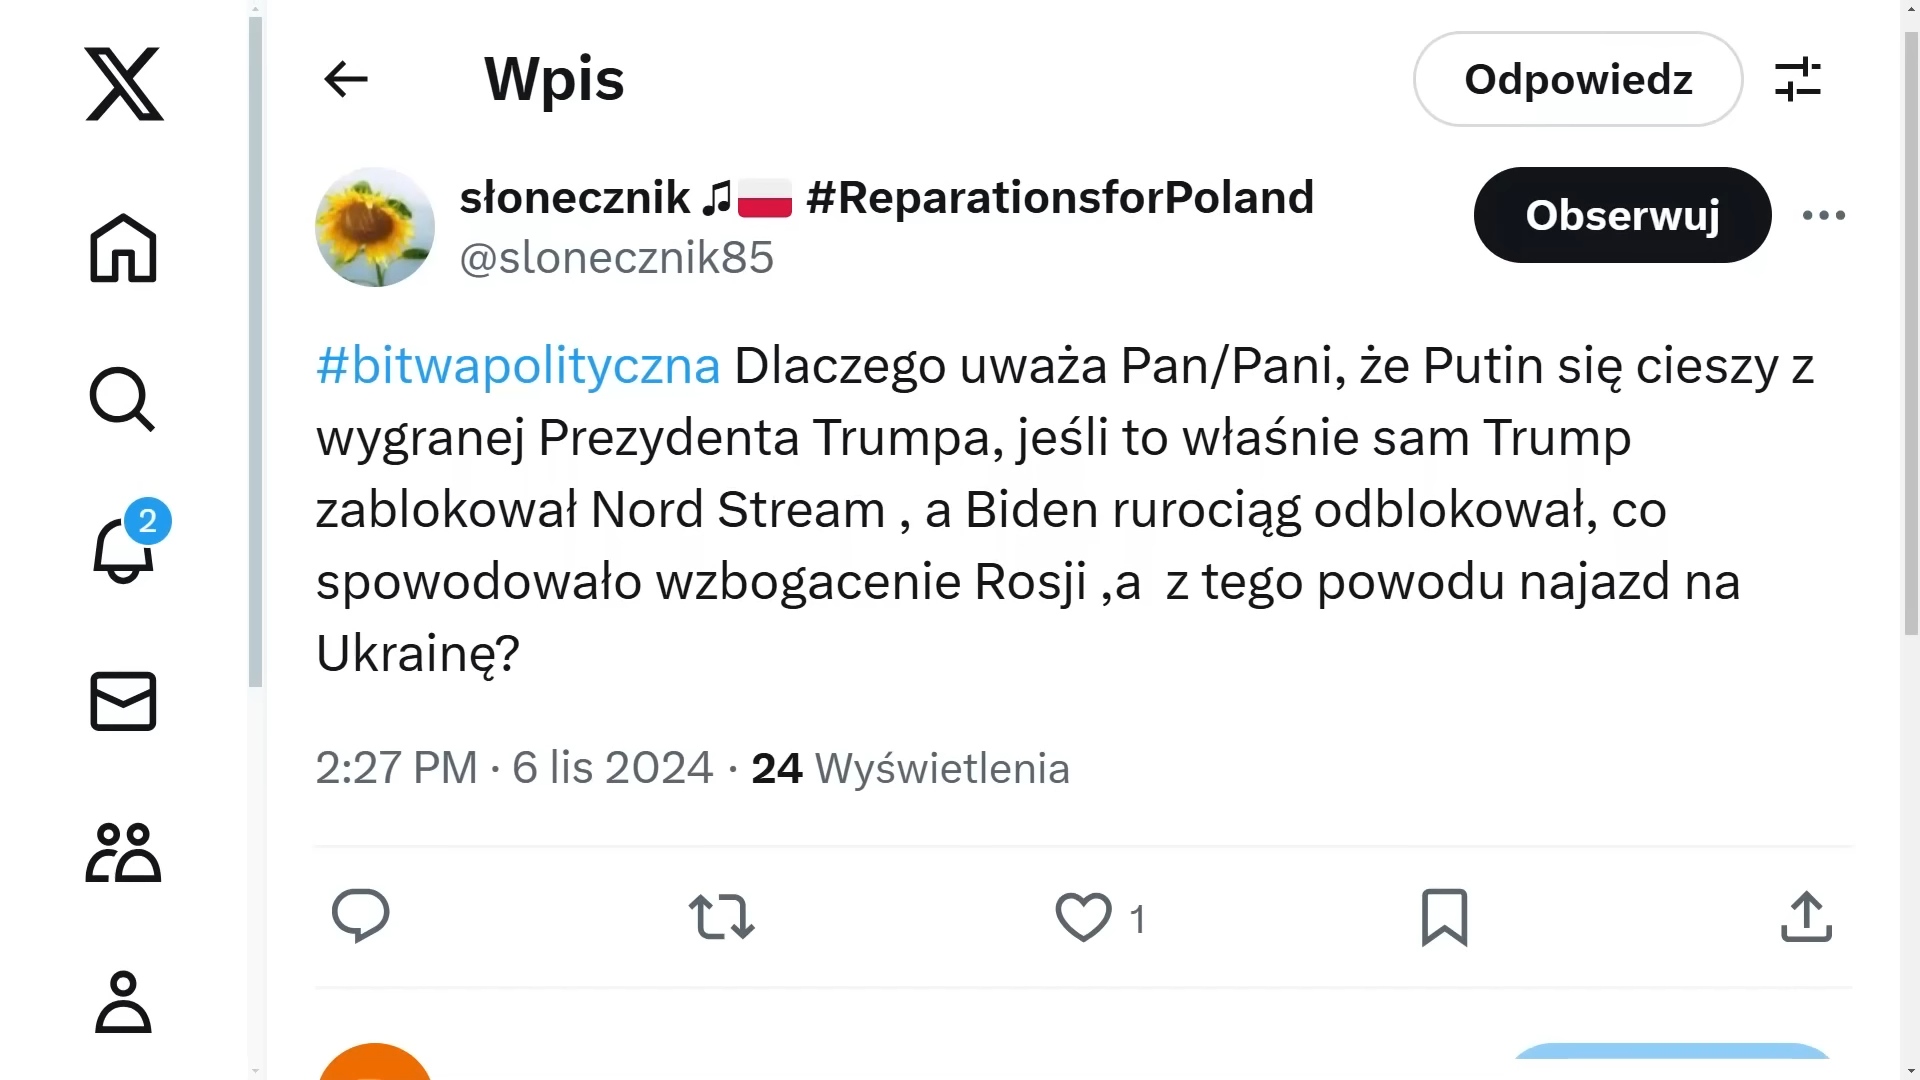 Wpis
Odpowiedz
słonecznik🎵🇵🇱 #ReparationsforPoland
@slonecznik85
Obserwuj
#bitwapolityczna Dlaczego uważa Pan/Pani, że Putin się cieszy z
wygranej Prezydenta Trumpa, jeśli to właśnie sam Trump
zablokował Nord Stream , a Biden rurociąg odblokował, co
spowodowało wzbogacenie Rosji ,a  z tego powodu najazd na
Ukrainę?
2
2:27 PM · 6 lis 2024 · 24 Wyświetlenia
1